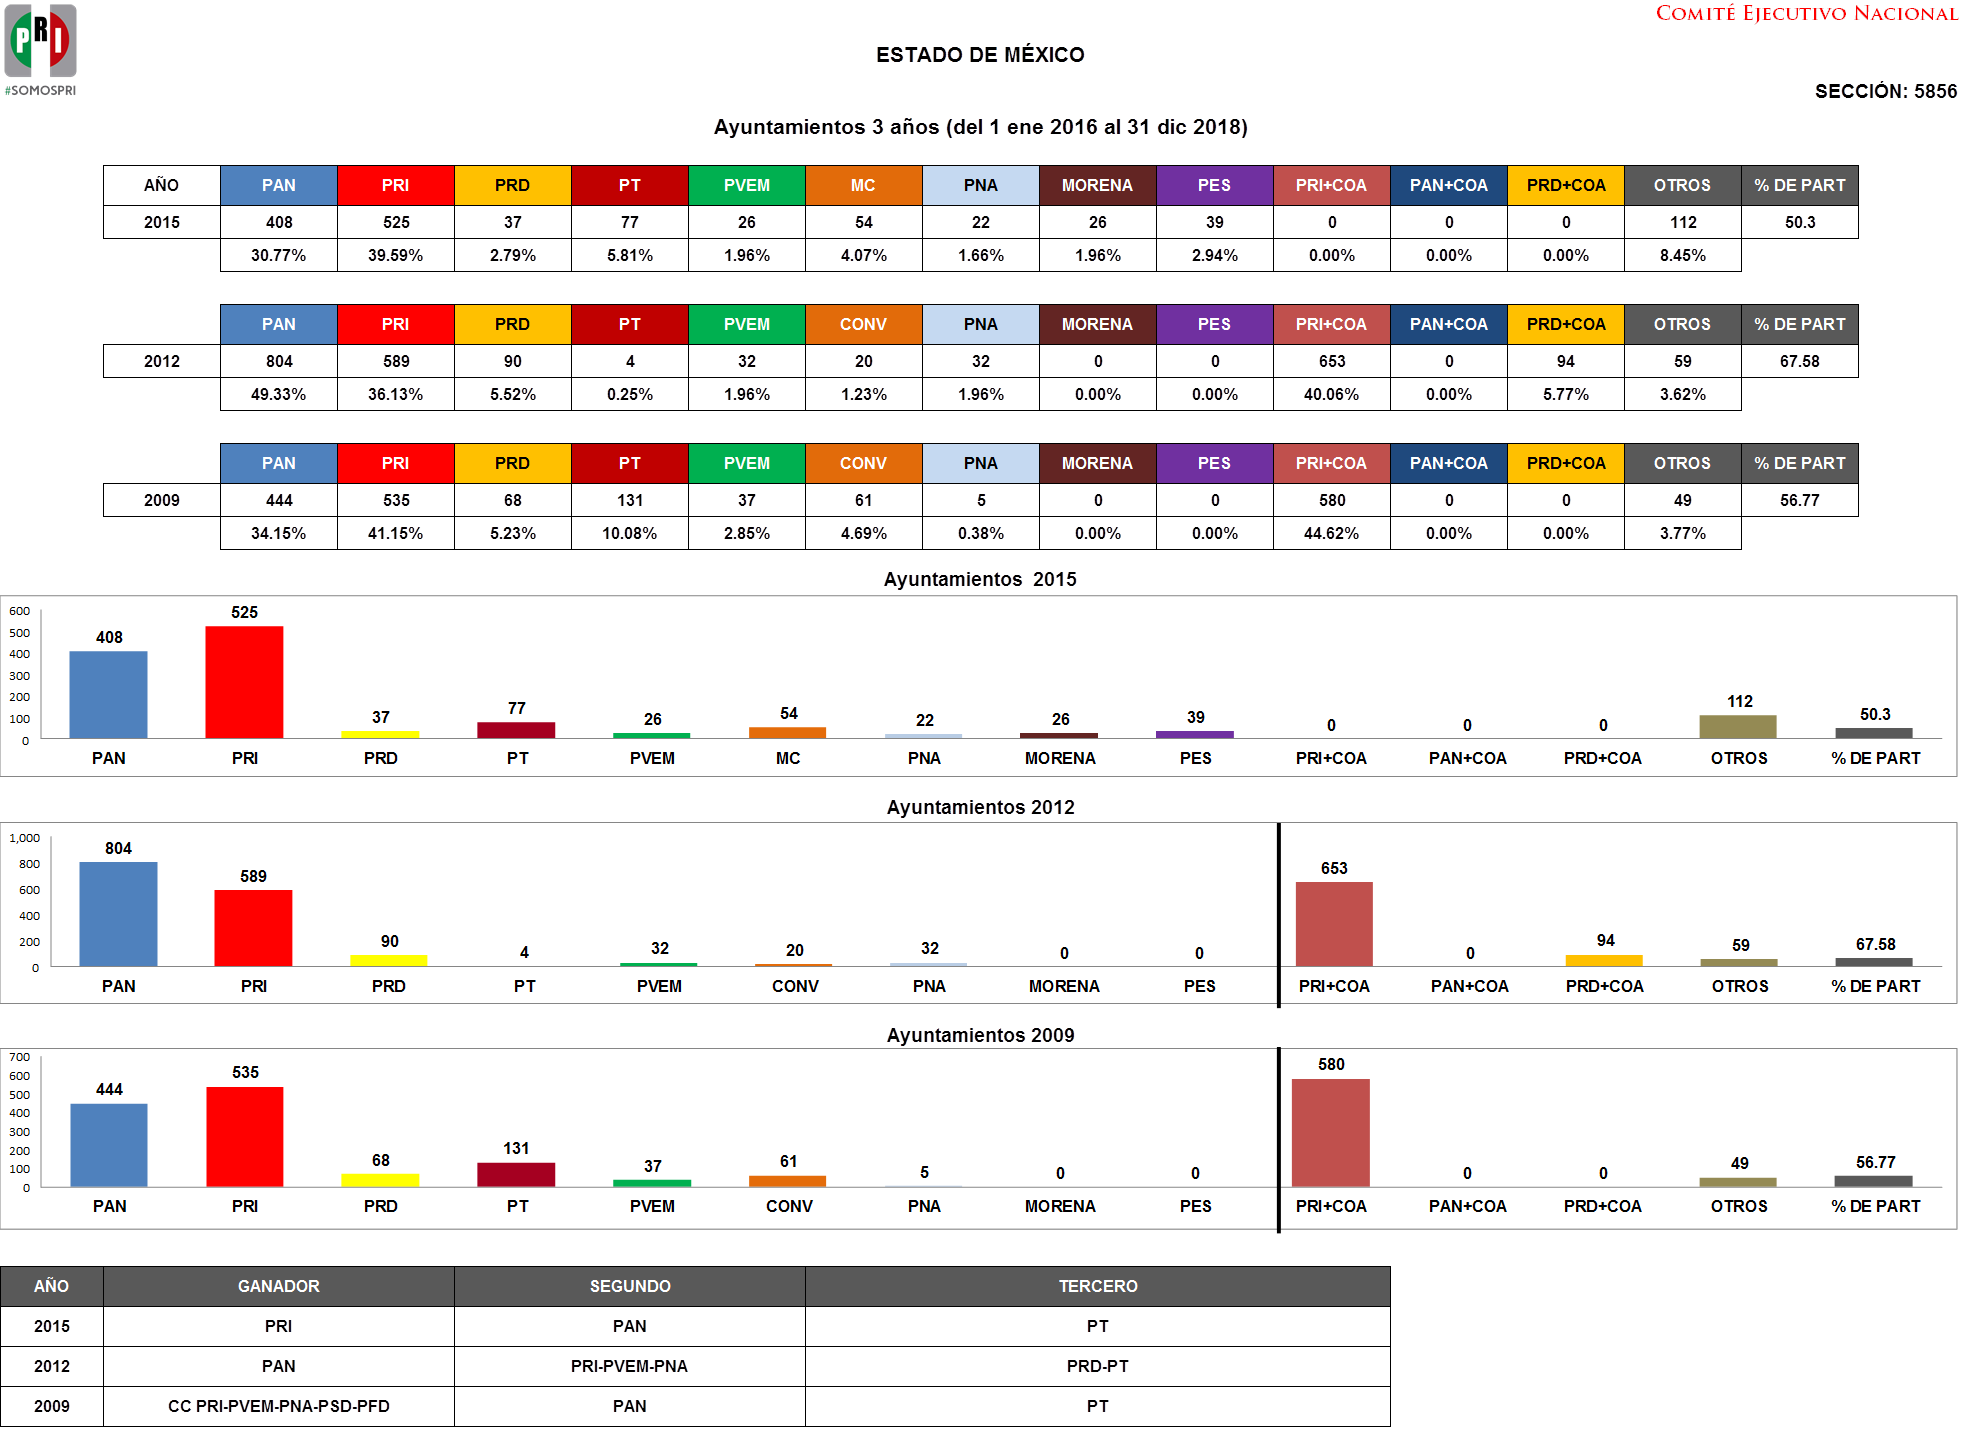 PRI
#SOMOSPRI
COMITÉ EJECUTIVO NACIONAL
ESTADO DE MÉXICO
SECCIÓN: 5856
Ayuntamientos 3 años (del 1 ene 2016 al 31 dic 2018)
AÑO PAN PRI PRD PT PVEM MC PNA MORENA PES PRI+COA PAN+COA PRD+COA OTROS % DE PART
2015 408 525 37 77 26 54 22 26 39 0 0 0 112 50.3
30.77% 39.59% 2.79% 5.81% 1.96% 4.07% 1.66% 1.96% 2.94% 0.00% 0.00% 0.00% 8.45%
PAN PRI PRD PT PVEM CONV PNA MORENA PES PRI+COA PAN+COA PRD+COA OTROS % DE PART
2012 804 589 90 4 32 20 32 0 0 653 0 94 59 67.58
49.33% 36.13% 5.52% 0.25% 1.96% 1.23% 1.96% 0.00% 0.00% 40.06% 0.00% 5.77% 3.62%
PAN PRI PRD PT PVEM CONV PNA MORENA PES PRI+COA PAN+COA PRD+COA OTROS % DE PART
2009 444 535 68 131 37 61 5 0 0 580 0 0 49 56.77
34.15% 41.15% 5.23% 10.08% 2.85% 4.69% 0.38% 0.00% 0.00% 44.62% 0.00% 0.00% 3.77%
Ayuntamientos 2015
600
500
400
300
200
100
0
408 525 37 77 26 54 22 26 39 0 0 0 112 50.3
PAN PRI PRD PT PVEM MC PNA MORENA PES PRI+COA PAN+COA PRD+COA OTROS % DE PART
Ayuntamientos 2012
1,000
800
600
400
200
0
804 589 90 4 32 20 32 0 0 653 0 94 59 67.58
PAN PRI PRD PT PVEM CONV PNA MORENA PES PRI+COA PAN+COA PRD+COA OTROS % DE PART
Ayuntamientos 2009
700
600
500
400
300
200
100
0
444 535 68 131 37 61 5 0 0 580 0 0 49 56.77
PAN PRI PRD PT PVEM CONV PNA MORENA PES PRI+COA PAN+COA PRD+COA OTROS % DE PART
AÑO GANADOR SEGUNDO TERCERO
2015 PRI PAN PT
2012 PAN PRI-PVEM-PNA PRD-PT
2009 CC PRI-PVEM-PNA-PSD-PFD PAN PT